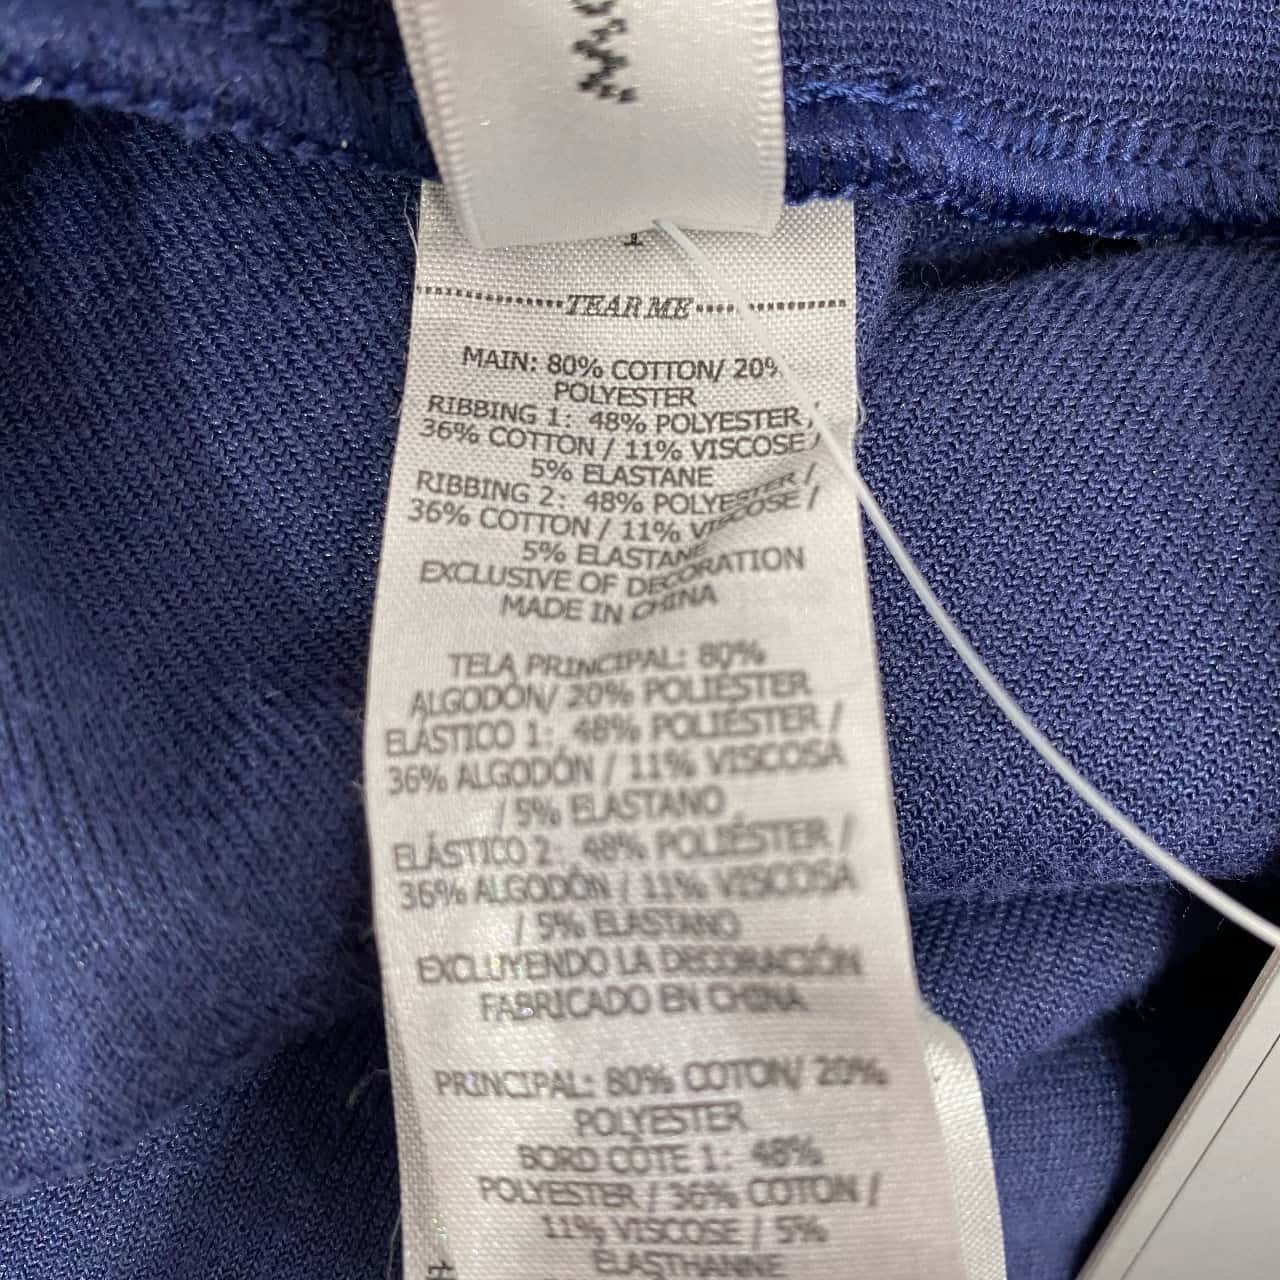 TEAR ME
MAIN: 80% COTTON/ 20%
POLYESTER
RIBBING 1: 48% POLYESTER/
36% COTTON / 11% VISCOSE /
5% ELASTANE
RIBBING 2: 48% POLYESTER /
36% COTTON / 11% VISCOSE /
5% ELASTANE
EXCLUSIVE OF DECORATION
MADE IN CHINA
TELA PRINCIPAL: 80%
ALGODÓN/ 20% POLIÉSTER
ELÁSTICO 1: 48% POLIÉSTER /
36% ALGODÓN / 11% VISCOSA
/ 5% ELASTANO
ELÁSTICO 2: 48% POLIÉSTER /
36% ALGODÓN / 11% VISCOSA
/ 5% ELASTANO
EXCLUYENDO LA DECORACIÓN
FABRICADO EN CHINA
PRINCIPAL: 80% COTON/ 20%
POLYESTER
BORD CÔTE 1: 48%
POLYESTER / 36% COTON /
11% VISCOSE / 5%
ELASTHANNE